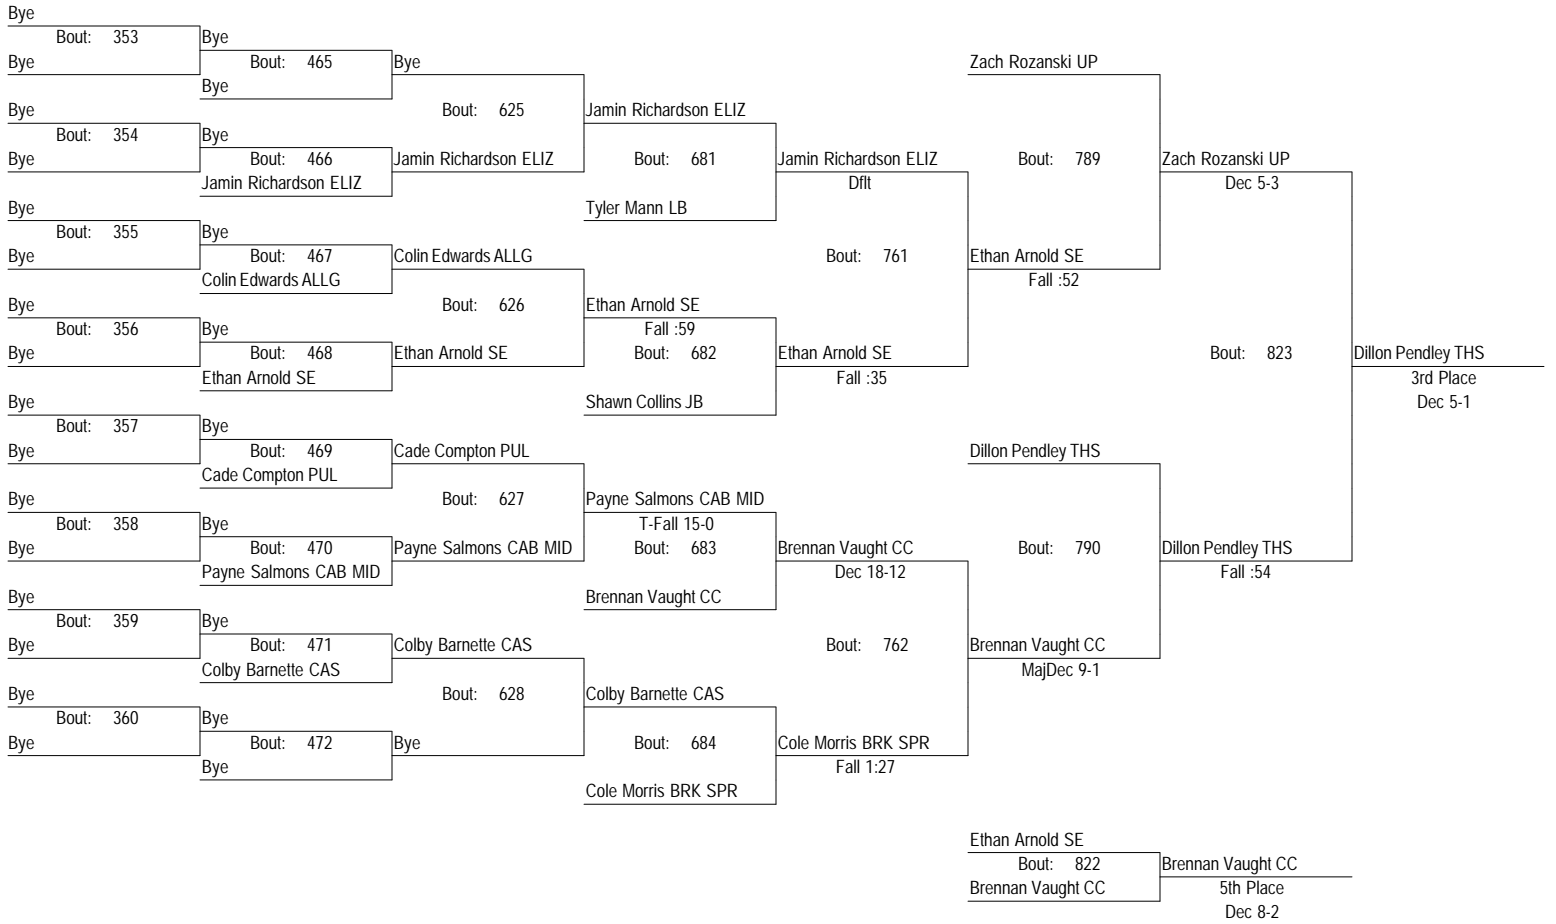 Bye
Bout: 353
Bye
Bye
Bout: 465
Bye
Bye
Bout: 354
Bye
Bye
Bout: 466
Jamin Richardson ELIZ
Bye
Bout: 625
Jamin Richardson ELIZ
Bye
Bout: 355
Bye
Bye
Bout: 467
Colin Edwards ALLG
Bye
Bout: 356
Bye
Bye
Bout: 468
Ethan Arnold SE
Colin Edwards ALLG
Bout: 626
Ethan Arnold SE
Jamin Richardson ELIZ
Bout: 681
Tyler Mann LB
Ethan Arnold SE
Fall :59
Bout: 682
Shawn Collins JB
Jamin Richardson ELIZ
Dflt
Bout: 761
Ethan Arnold SE
Fall :35
Zach Rozanski UP
Bout: 789
Ethan Arnold SE
Fall :52
Zach Rozanski UP
Dec 5-3
Bye
Bout: 357
Bye
Bye
Bout: 469
Cade Compton PUL
Bye
Bout: 358
Bye
Bye
Bout: 470
Payne Salmons CAB MID
Cade Compton PUL
Bout: 627
Payne Salmons CAB MID
Bye
Bout: 359
Bye
Bye
Bout: 471
Colby Barnette CAS
Bye
Bout: 360
Bye
Bye
Bout: 472
Bye
Colby Barnette CAS
Bout: 628
Bye
Payne Salmons CAB MID
T-Fall 15-0
Bout: 683
Brennan Vaught CC
Colby Barnette CAS
Bout: 684
Cole Morris BRK SPR
Brennan Vaught CC
Dec 18-12
Bout: 762
Cole Morris BRK SPR
Fall 1:27
Dillon Pendley THS
Bout: 790
Brennan Vaught CC
MajDec 9-1
Dillon Pendley THS
Fall :54
Bout: 823
Dillon Pendley THS
3rd Place
Dec 5-1
Ethan Arnold SE
Bout: 822
Brennan Vaught CC
Brennan Vaught CC
5th Place
Dec 8-2